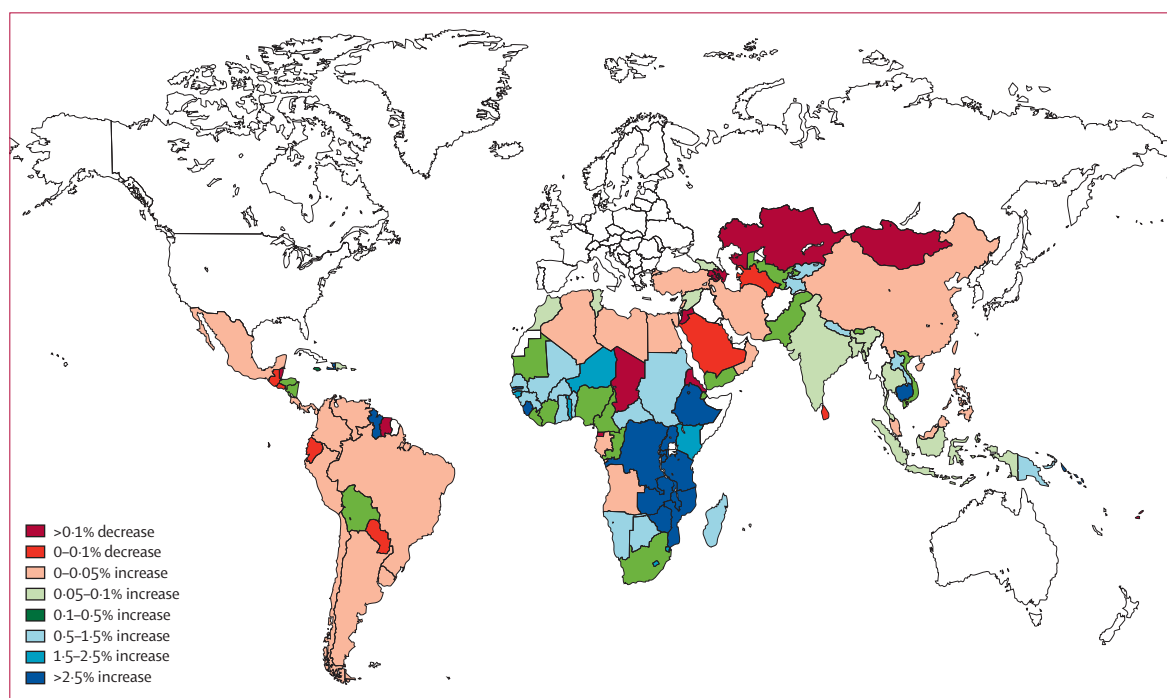 >0·1% decrease
0–0·1% decrease
0–0·05% increase
0·05–0·1% increase
0·1–0·5% increase
0·5–1·5% increase
1·5–2·5% increase
>2·5% increase